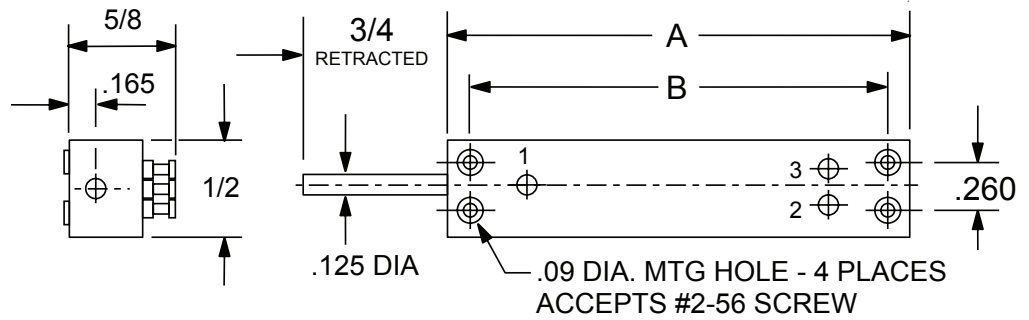 5/8
3/4
RETRACTED
A
.165
B
1
3
1/2
2
.260
.125 DIA
.09 DIA. MTG HOLE - 4 PLACES
ACCEPTS #2-56 SCREW